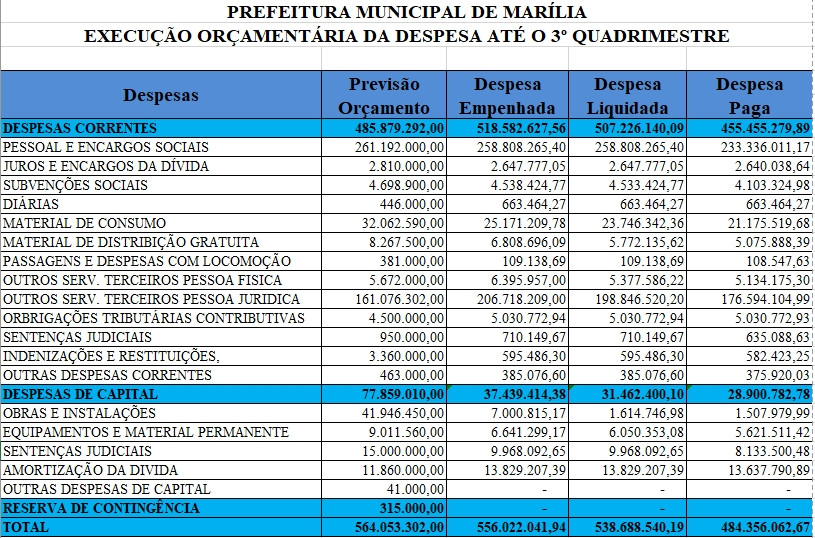 PREFEITURA MUNICIPAL DE MARÍLIA
EXECUÇÃO ORÇAMENTÁRIA DA DESPESA ATÉ O 3º QUADRIMESTRE
Despesas Previsão Orçamento Despesa Empenhada Despesa Liquidada Despesa Paga
DESPESAS CORRENTES 485.879.292,00 518.582.627,56 507.226.140,09 455.455.279,89
PESSOAL E ENCARGOS SOCIAIS 261.192.000,00 258.808.265,40 258.808.265,40 233.336.011,17
JUROS E ENCARGOS DA DÍVIDA 2.810.000,00 2.647.777,05 2.647.777,05 2.640.038,64
SUBVENÇÕES SOCIAIS 4.698.900,00 4.538.424,77 4.533.424,77 4.103.324,98
DIÁRIAS 446.000,00 663.464,27 663.464,27 663.464,27
MATERIAL DE CONSUMO 32.062.590,00 25.171.209,78 23.746.342,36 21.175.519,68
MATERIAL DE DISTRIBIÇÃO GRATUITA 8.267.500,00 6.808.696,09 5.772.135,62 5.075.888,39
PASSAGENS E DESPESAS COM LOCOMOÇÃO 381.000,00 109.138,69 109.138,69 108.547,63
OUTROS SERV. TERCEIROS PESSOA FISICA 5.672.000,00 6.395.957,00 5.377.586,22 5.134.175,30
OUTROS SERV. TERCEIROS PESSOA JURIDICA 161.076.302,00 206.718.209,00 198.846.520,20 176.594.104,99
ORBRIGAÇÕES TRIBUTÁRIAS CONTRIBUTIVAS 4.500.000,00 5.030.772,94 5.030.772,94 5.030.772,93
SENTENÇAS JUDICIAIS 950.000,00 710.149,67 710.149,67 635.088,63
INDENIZAÇÕES E RESTITUIÇÕES, 3.360.000,00 595.486,30 595.486,30 582.423,25
OUTRAS DESPESAS CORRENTES 463.000,00 385.076,60 385.076,60 375.920,03
DESPESAS DE CAPITAL 77.859.010,00 37.439.414,38 31.462.400,10 28.900.782,78
OBRAS E INSTALAÇÕES 41.946.450,00 7.000.815,17 1.614.746,98 1.507.979,99
EQUIPAMENTOS E MATERIAL PERMANENTE 9.011.560,00 6.641.299,17 6.050.353,08 5.621.511,42
SENTENÇAS JUDICIAIS 15.000.000,00 9.968.092,65 9.968.092,65 8.133.500,48
AMORTIZAÇÃO DA DIVIDA 11.860.000,00 13.829.207,39 13.829.207,39 13.637.790,89
OUTRAS DESPESAS DE CAPITAL 41.000,00 - - -
RESERVA DE CONTINGÊNCIA 315.000,00 - - -
TOTAL 564.053.302,00 556.022.041,94 538.688.540,19 484.356.062,67